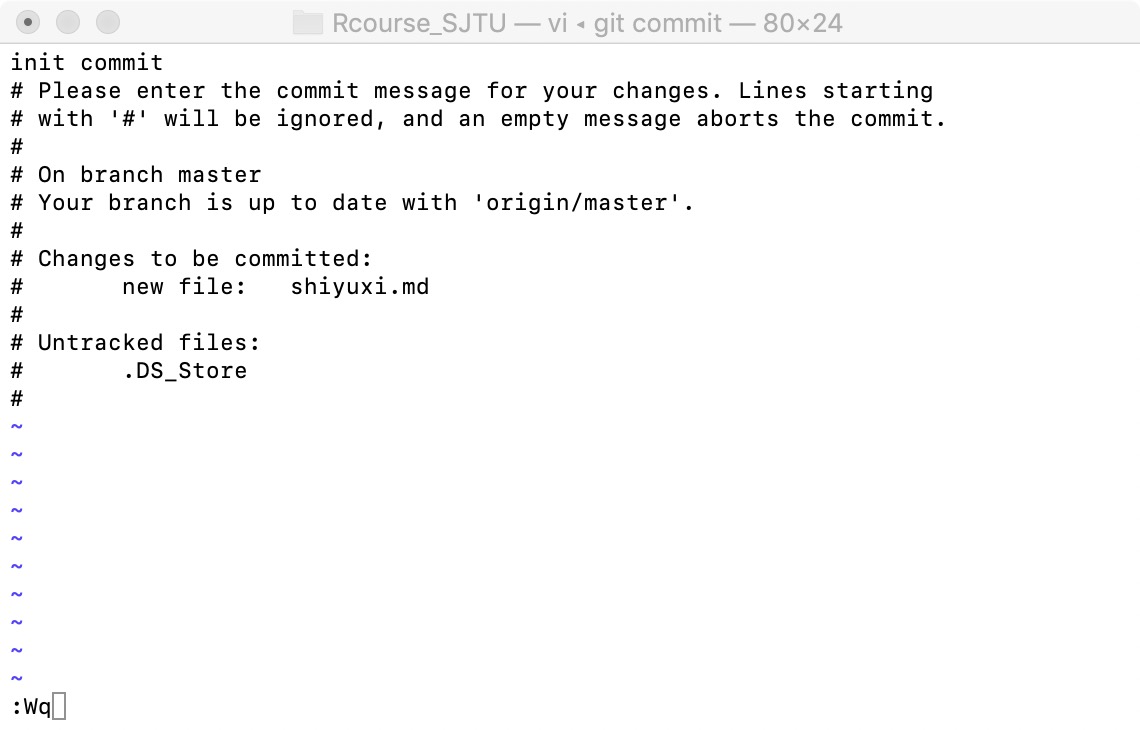 Rcourse_SJTU — vi ◂ git commit — 80×24
init commit
# Please enter the commit message for your changes. Lines starting
# with '#' will be ignored, and an empty message aborts the commit.
#
# On branch master
# Your branch is up to date with 'origin/master'.
#
# Changes to be committed:
#       new file:   shiyuxi.md
#
# Untracked files:
#       .DS_Store
#
~
~
~
~
~
~
~
~
~
~
:Wq